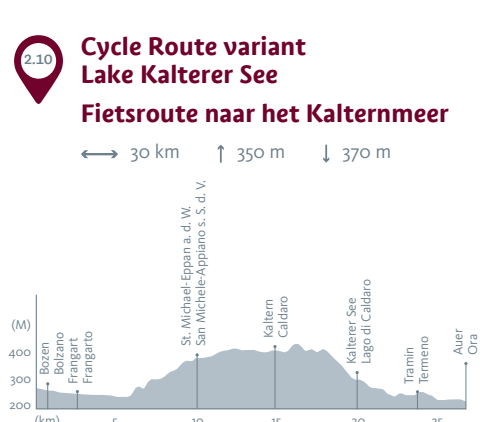 2.10
Cycle Route variant
Lake Kalterer See
Fietsroute naar het Kalternmeer
30 km 350 m 370 m
(M)
400
300
200
Bozen
Bolzano
Frangart
Frangarto
St. Michael-Eppan a. d. W.
San Michele-Appiano s. S. d. V.
Kaltern
Caldaro
Kalterer See
Lago di Caldaro
Tramin
Termeno
Auer
Ora
(km) 5 10 15 20 25